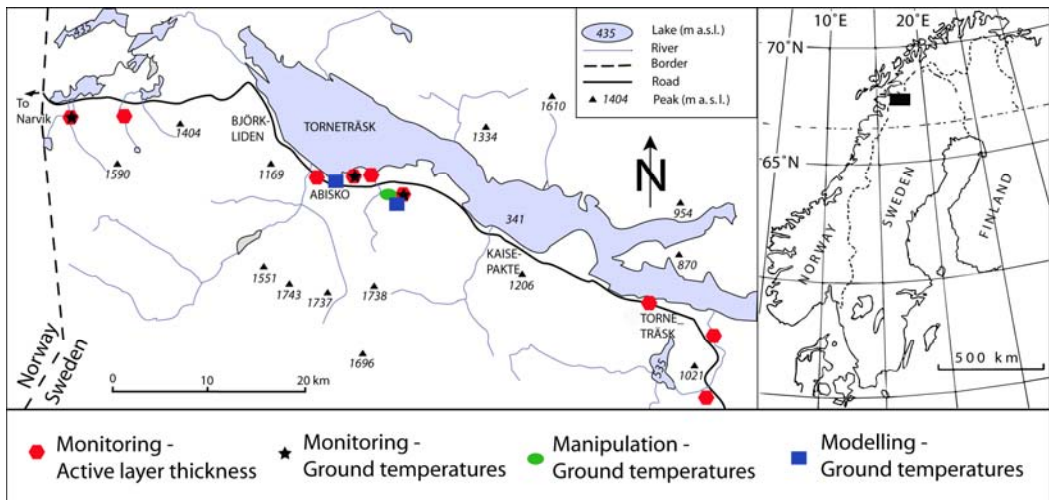 435
Lake (m a.s.l.)
River
Border
Road
1404 Peak (m a.s.l.)
435
To
Narvik
1404
1590
BJÖRK-
LIDEN
1169
TORNETRÄSK
1334
1610
ABISKO
N
341
954
870
KAISE-
PAKTE
1206
1551
1743
1737
1738
1696
TORNE_
TRÄSK
535
1021
Norway
Sweden
0 10 20 km
10°E 20°E
70°N
65°N
NORWAY
SWEDEN
FINLAND
500 km
Monitoring -
Active layer thickness
Monitoring -
Ground temperatures
Manipulation -
Ground temperatures
Modelling -
Ground temperatures